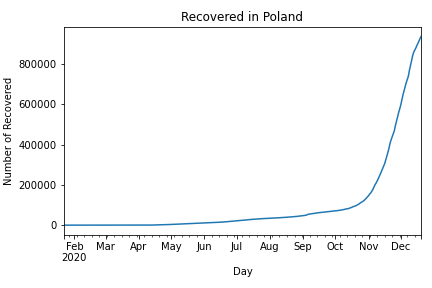 Recovered in Poland
Number of Recovered
800000
600000
400000
200000
0
Feb Mar Apr May Jun Jul Aug Sep Oct Nov Dec
2020
Day